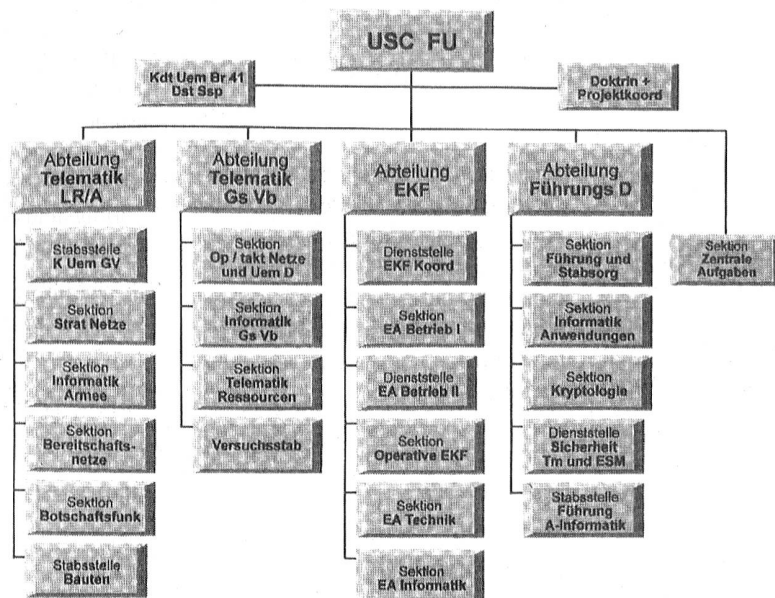 USC FU
Kdt Uem Br 41
Dst Ssp
Doktrin +
Projektkoord
Abteilung
Telematik
LR/A
Stabsstelle
K Uem GV
Sektion
Strat Netze
Sektion
Informatik
Armee
Sektion
Bereitschafts-
netze
Sektion
Botschaftsfunk
Stabsstelle
Bauten
Abteilung
Telematik
Gs Vb
Sektion
Op / takt Netze
und Uem D
Sektion
Informatik
Gs Vb
Sektion
Telematik
Ressourcen
Versuchsstab
Abteilung
EKF
Dienststelle
EKF Koord
Sektion
EA Betrieb I
Dienststelle
EA Betrieb II
Sektion
Operative EKF
Sektion
EA Technik
Sektion
EA Informatik
Abteilung
Führungs D
Sektion
Führung und
Stabsorg
Sektion
Informatik
Anwendungen
Sektion
Kryptologie
Dienststelle
Sicherheit
Tm und ESM
Stabsstelle
Führung
A-Informatik
Sektion
Zentrale
Aufgaben